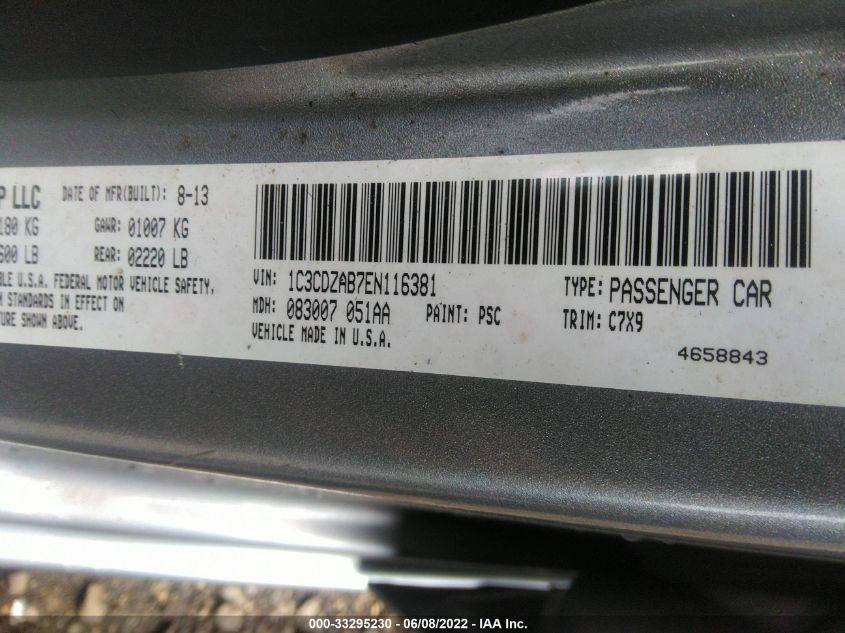 P LLC DATE OF MFR(BUILT): 8-13
180 KG GAWR: 01007 KG
600 LB REAR: 02220 LB
BLE U.S.A. FEDERAL MOTOR VEHICLE SAFETY,
N STANDARDS IN EFFECT ON
TURE SHOWN ABOVE.
VIN: 1C3CDZAB7EN116381 TYPE: PASSENGER CAR
MDH: 083007 051AA PAINT: PSC TRIM: C7X9
VEHICLE MADE IN U.S.A.
4658843
000-33295230 - 06/08/2022 - IAA Inc.